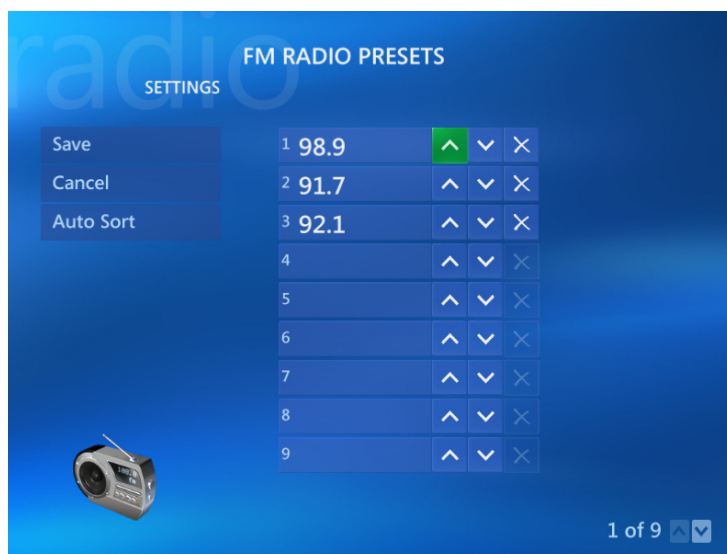 radio
FM RADIO PRESETS
SETTINGS
Save
Cancel
Auto Sort
1 98.9
2 91.7
3 92.1
4
5
6
7
8
9
1 of 9